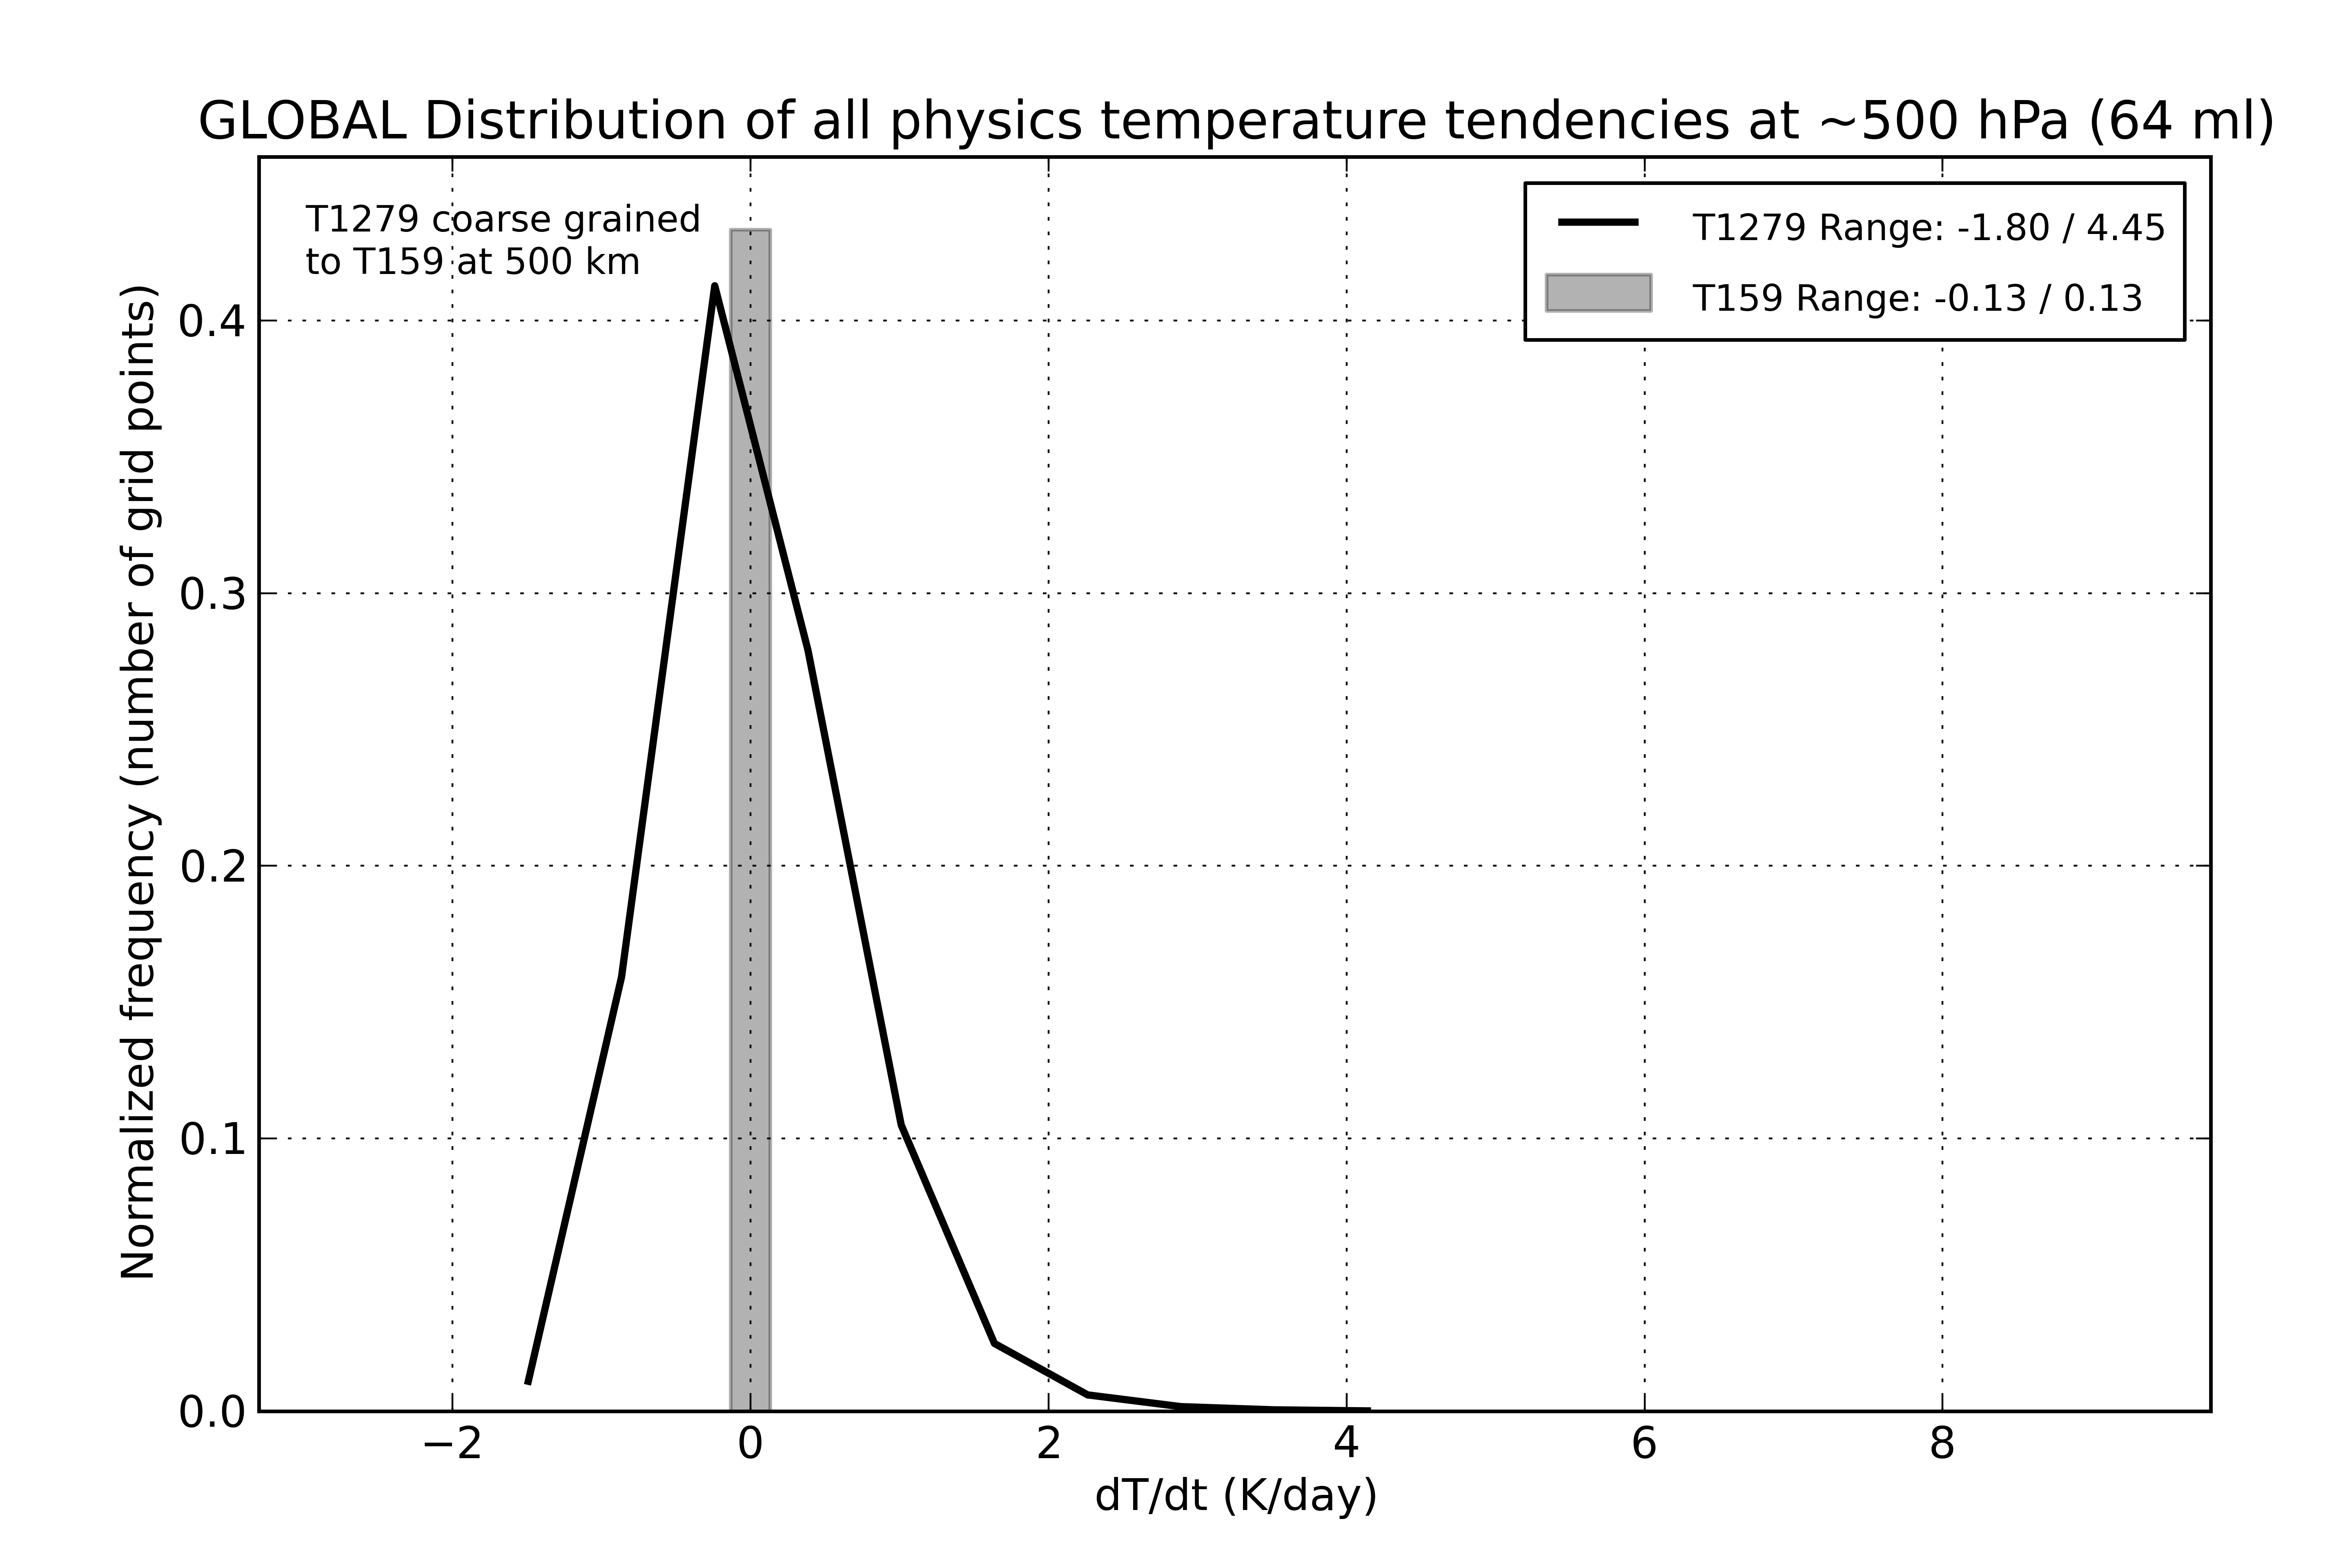 GLOBAL Distribution of all physics temperature tendencies at ~500 hPa (64 ml)
T1279 coarse grained
to T159 at 500 km
T1279 Range: -1.80 / 4.45
T159 Range: -0.13 / 0.13
Normalized frequency (number of grid points)
0.4
0.3
0.2
0.1
0.0
−2 0 2 4 6 8
dT/dt (K/day)